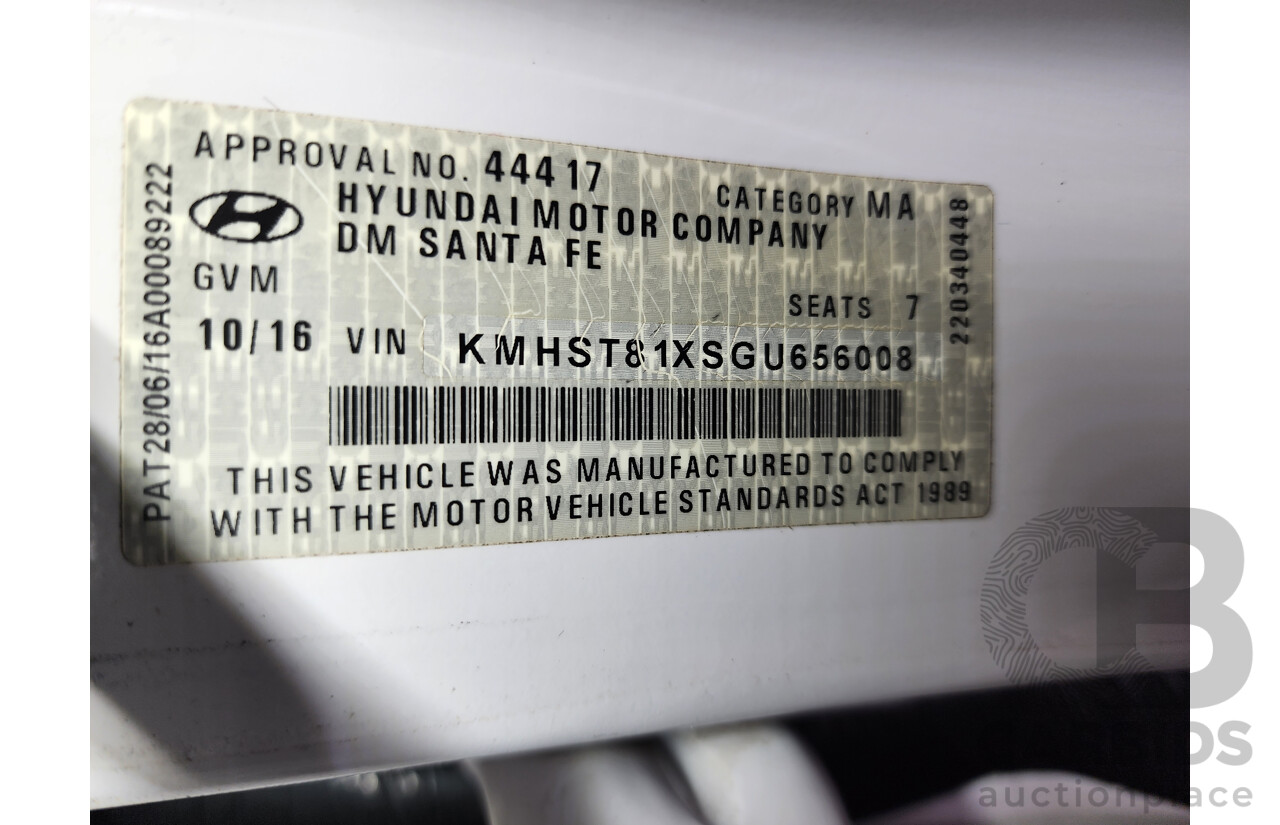 APPROVAL NO. 44417
CATEGORY MA
HYUNDAI MOTOR COMPANY
DM SANTA FE
GVM
SEATS 7
10/16 VIN KMHST81XSGU656008
THIS VEHICLE WAS MANUFACTURED TO COMPLY
WITH THE MOTOR VEHICLE STANDARDS ACT 1989
PAT28/06/16A00089222
220340448
auctionplace